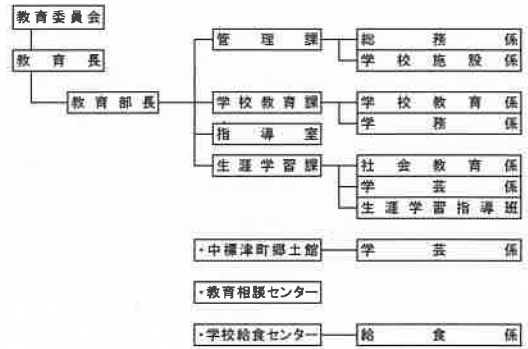 教育委員会
教育長
教育部長
管理課
総務係
学校施設係
学校教育課
学校教育係
学務係
指導室
生涯学習課
社会教育係
学芸係
生涯学習指導班
・中標津町郷土館
学芸係
・教育相談センター
・学校給食センター
給食係